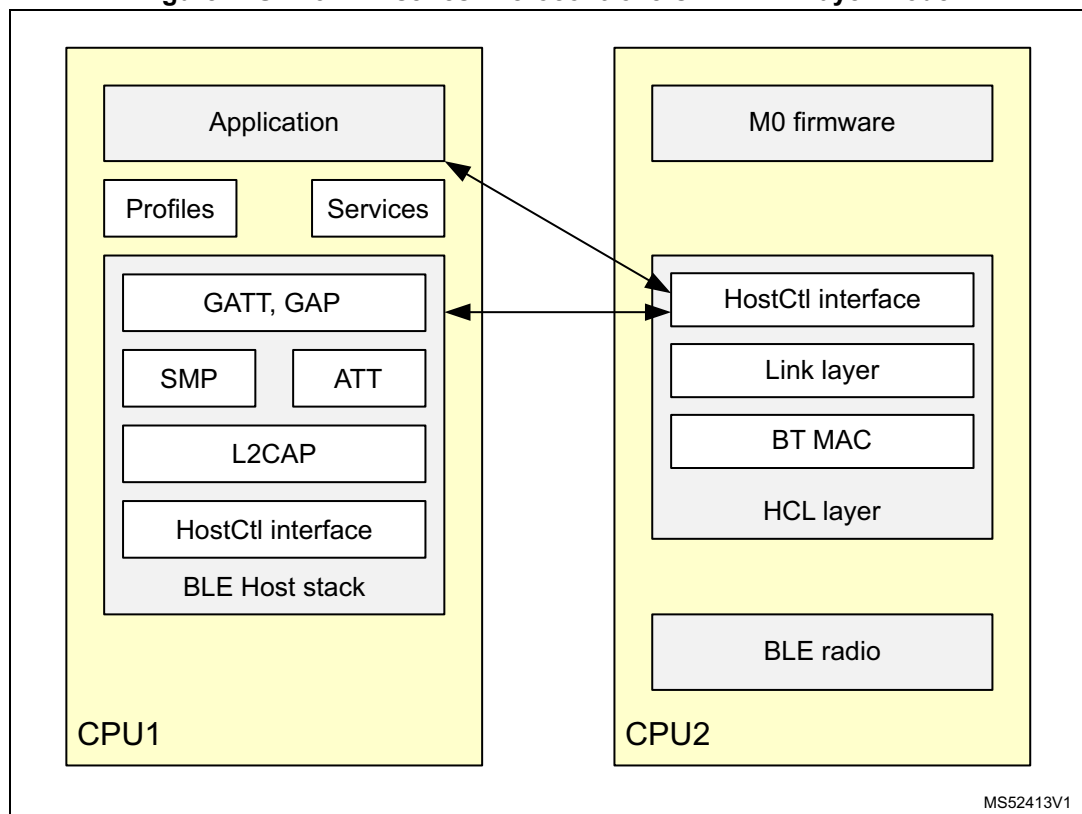 Application
Profiles
Services
GATT, GAP
SMP
ATT
L2CAP
HostCtl interface
BLE Host stack
CPU1
M0 firmware
HostCtl interface
Link layer
BT MAC
HCL layer
BLE radio
CPU2
MS52413V1